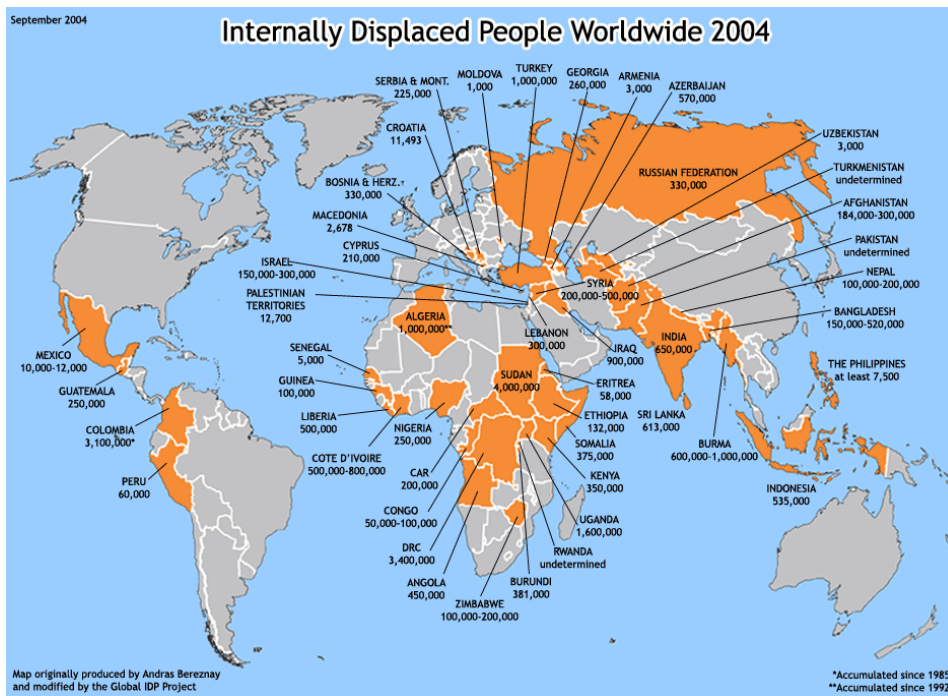 September 2004
Internally Displaced People Worldwide 2004
SERBIA & MONT.
225,000
MOLDOVA
1,000
TURKEY
1,000,000
GEORGIA
260,000
ARMENIA
3,000
AZERBAIJAN
570,000
CROATIA
11,493
UZBEKISTAN
3,000
BOSNIA & HERZ.
330,000
RUSSIAN FEDERATION
330,000
TURKMENISTAN
undetermined
MACEDONIA
2,678
AFGHANISTAN
184,000-300,000
CYPRUS
210,000
PAKISTAN
undetermined
ISRAEL
150,000-300,000
NEPAL
100,000-200,000
PALESTINIAN
TERRITORIES
12,700
SYRIA
200,000-500,000
BANGLADESH
150,000-520,000
ALGERIA
1,000,000**
LEBANON
300,000
IRAQ
900,000
INDIA
650,000
MEXICO
10,000-12,000
SENEGAL
5,000
THE PHILIPPINES
at least 7,500
GUATEMALA
250,000
GUINEA
100,000
SUDAN
4,000,000
ERITREA
58,000
COLOMBIA
3,100,000*
LIBERIA
500,000
NIGERIA
250,000
ETHIOPIA
132,000
SRI LANKA
613,000
BURMA
600,000-1,000,000
COTE D'IVOIRE
500,000-800,000
SOMALIA
375,000
PERU
60,000
CAR
200,000
KENYA
350,000
INDONESIA
535,000
CONGO
50,000-100,000
UGANDA
1,600,000
DRC
3,400,000
RWANDA
undetermined
ANGOLA
450,000
BURUNDI
381,000
ZIMBABWE
100,000-200,000
Map originally produced by Andras Bereznay
and modified by the Global IDP Project
*Accumulated since 1985
**Accumulated since 1992